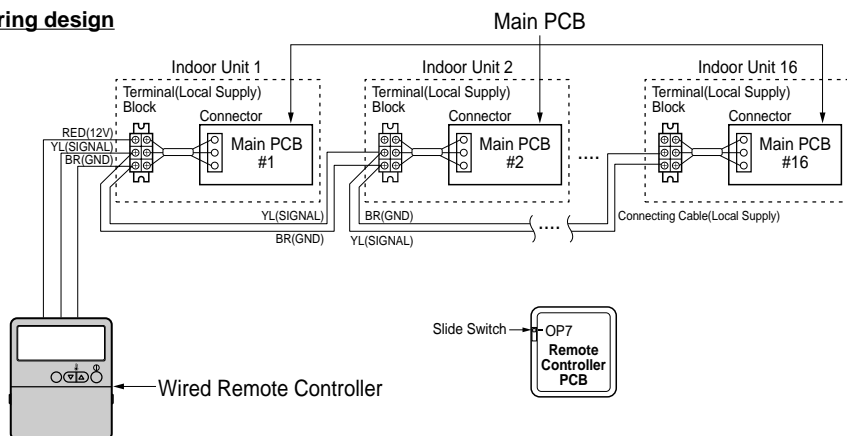 ring design
Main PCB
Indoor Unit 1
Indoor Unit 2
Indoor Unit 16
Terminal(Local Supply)
Block
Connector
Main PCB
#1
Terminal(Local Supply)
Block
Connector
Main PCB
#2
....
Terminal(Local Supply)
Block
Connector
Main PCB
#16
RED(12V)
YL(SIGNAL)
BR(GND)
YL(SIGNAL)
BR(GND)
BR(GND)
YL(SIGNAL)
....
Connecting Cable(Local Supply)
Slide Switch
OP7
Remote
Controller
PCB
Wired Remote Controller